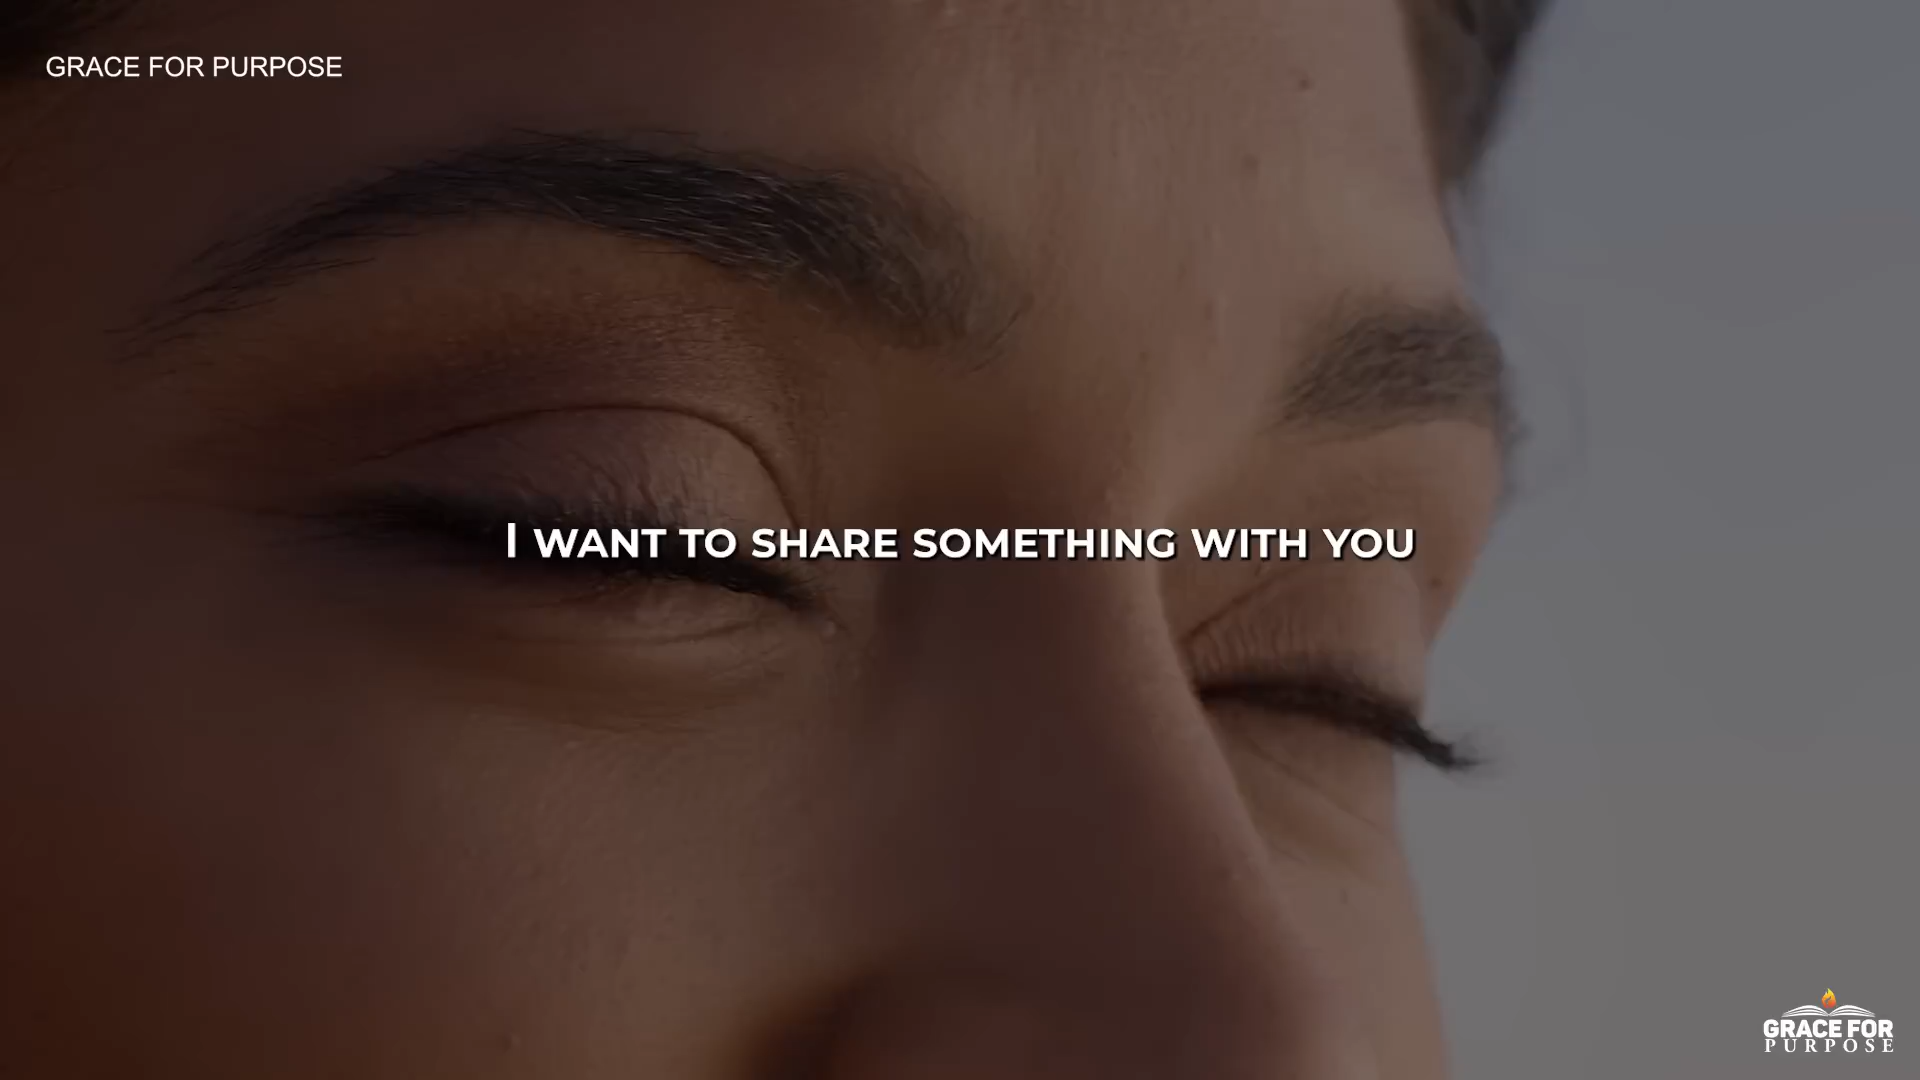 GRACE FOR PURPOSE
I WANT TO SHARE SOMETHING WITH YOU
GRACE FOR
PURPOSE